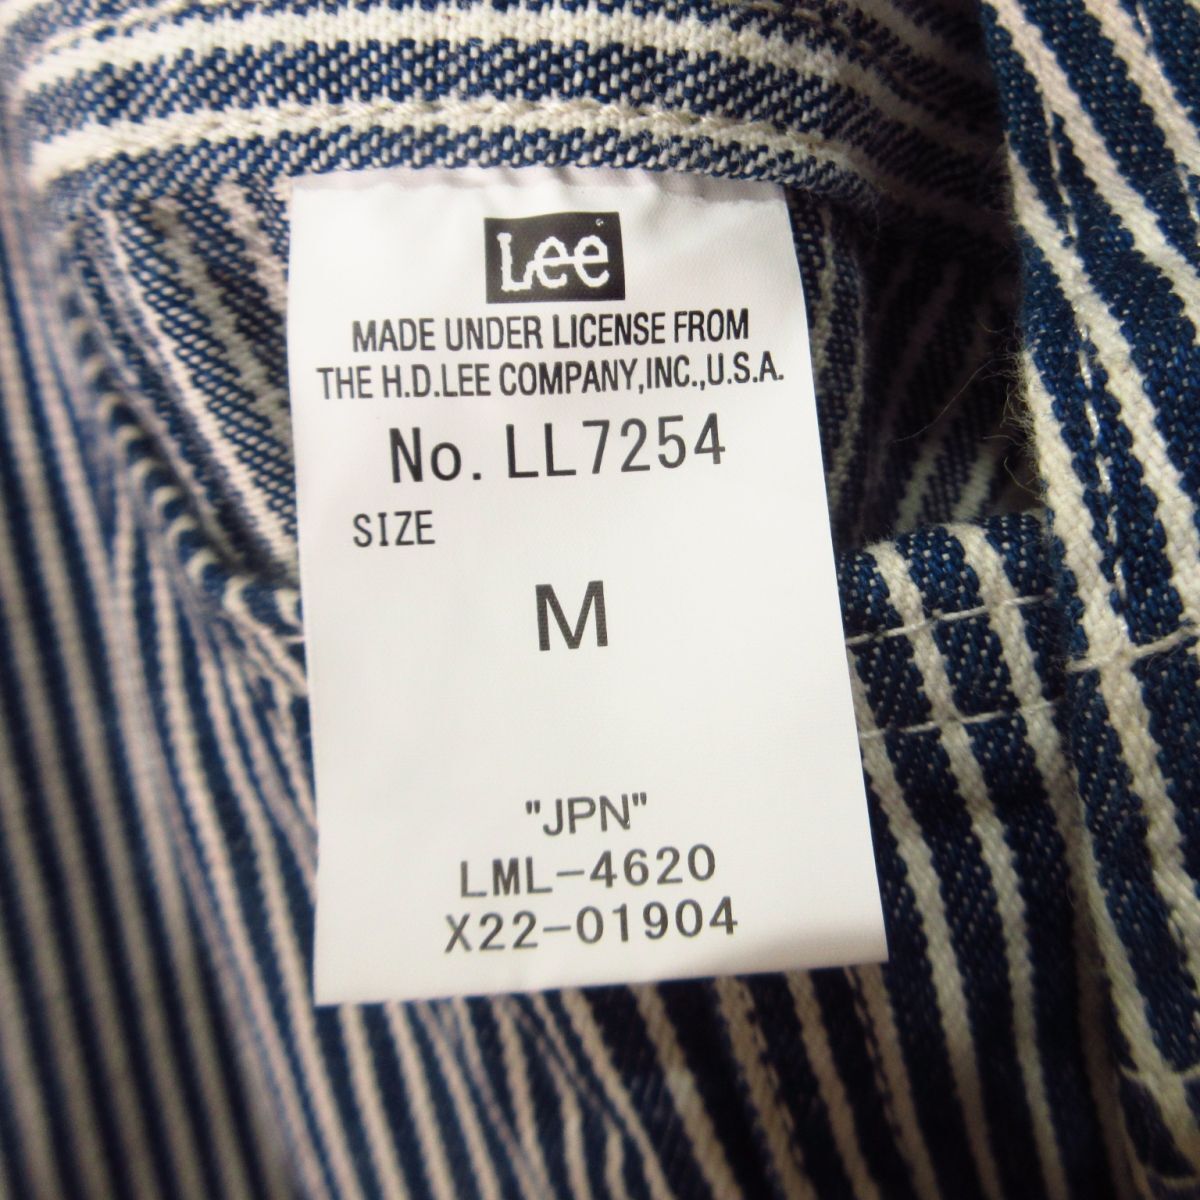 Lee
MADE UNDER LICENSE FROM
THE H.D.LEE COMPANY,INC.,U.S.A.
No. LL7254
SIZE
M
"JPN"
LML-4620
X22-01904